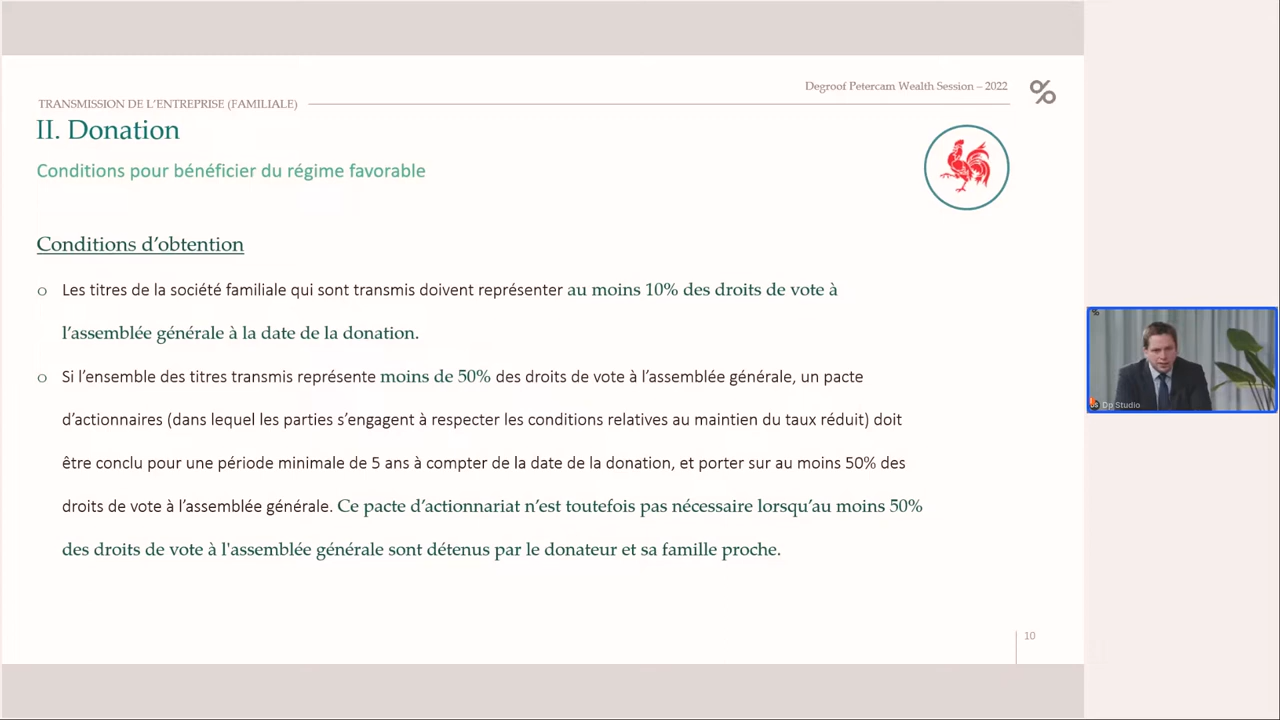 Degroof Petercam Wealth Session – 2022
TRANSMISSION DE L'ENTREPRISE (FAMILIALE)
II. Donation
Conditions pour bénéficier du régime favorable
Conditions d'obtention
o Les titres de la société familiale qui sont transmis doivent représenter au moins 10% des droits de vote à
l'assemblée générale à la date de la donation.
o Si l'ensemble des titres transmis représente moins de 50% des droits de vote à l'assemblée générale, un pacte
d'actionnaires (dans lequel les parties s'engagent à respecter les conditions relatives au maintien du taux réduit) doit
être conclu pour une période minimale de 5 ans à compter de la date de la donation, et porter sur au moins 50% des
droits de vote à l'assemblée générale. Ce pacte d'actionnariat n'est toutefois pas nécessaire lorsqu'au moins 50%
des droits de vote à l'assemblée générale sont détenus par le donateur et sa famille proche.
Dp Studio
10